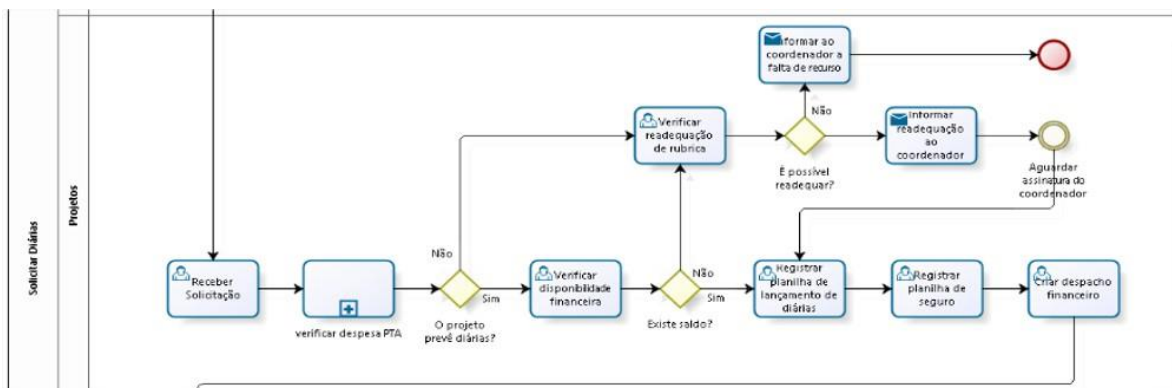 Solicitar Diárias
Projetos
Informar ao
coordenador a
falta de recurso
Não
Verificar
readequação
de rubrica
Informar
readequação
ao
coordenador
É possível
readequar?
Aguardar
assinatura do
coordenador
Receber
Solicitação
verificar despesa PTA
Não
Sim
O projeto
prevê diárias?
Verificar
disponibilidade
financeira
Não
Sim
Existe saldo?
Registrar
planilha de
lançamento de
diárias
Registrar
planilha de
seguro
Criar despacho
financeiro